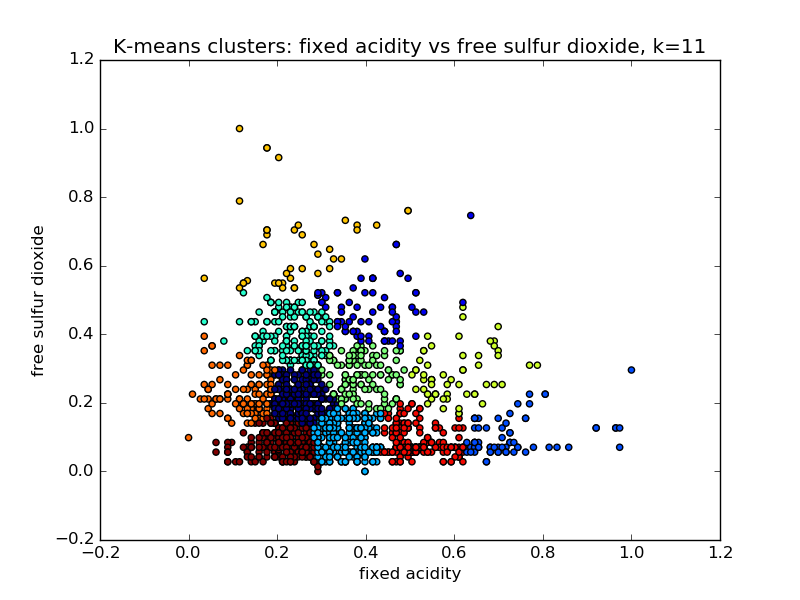 K-means clusters: fixed acidity vs free sulfur dioxide, k=11
1.2
1.0
0.8
0.6
0.4
0.2
0.0
−0.2
free sulfur dioxide
−0.2 0.0 0.2 0.4 0.6 0.8 1.0 1.2
fixed acidity